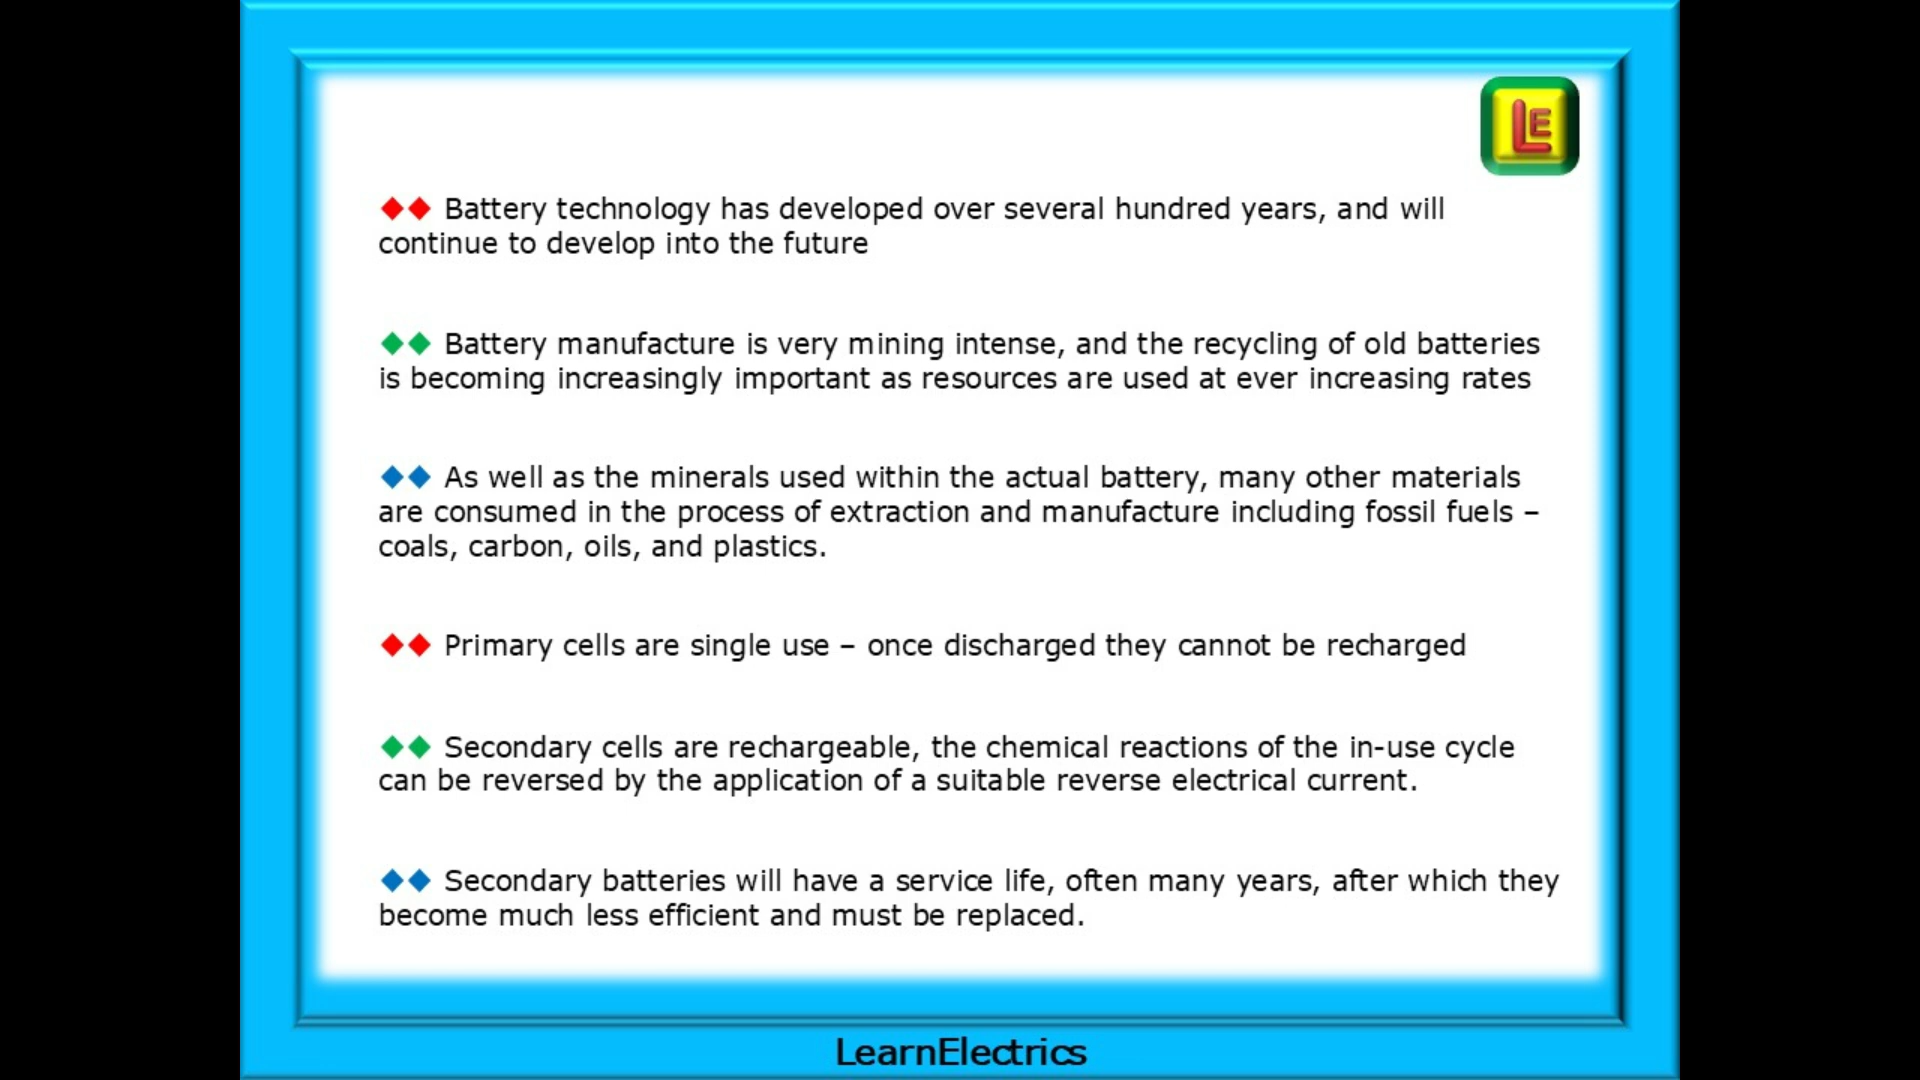 LE
◆◆ Battery technology has developed over several hundred years, and will
continue to develop into the future
◆◆ Battery manufacture is very mining intense, and the recycling of old batteries
is becoming increasingly important as resources are used at ever increasing rates
◆◆ As well as the minerals used within the actual battery, many other materials
are consumed in the process of extraction and manufacture including fossil fuels –
coals, carbon, oils, and plastics.
◆◆ Primary cells are single use – once discharged they cannot be recharged
◆◆ Secondary cells are rechargeable, the chemical reactions of the in-use cycle
can be reversed by the application of a suitable reverse electrical current.
◆◆ Secondary batteries will have a service life, often many years, after which they
become much less efficient and must be replaced.
LearnElectrics